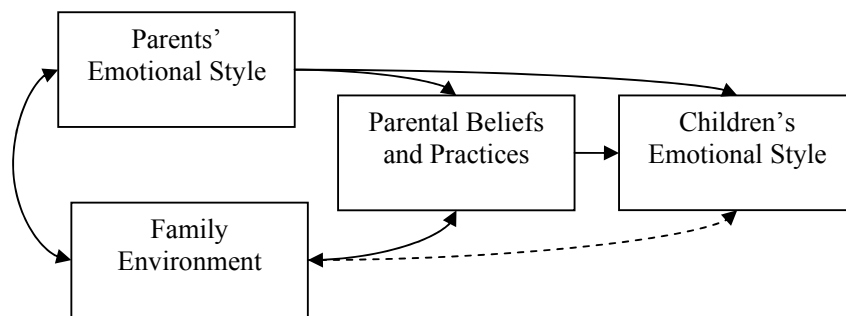 Parents’
Emotional Style
Parental Beliefs
and Practices
Children’s
Emotional Style
Family
Environment